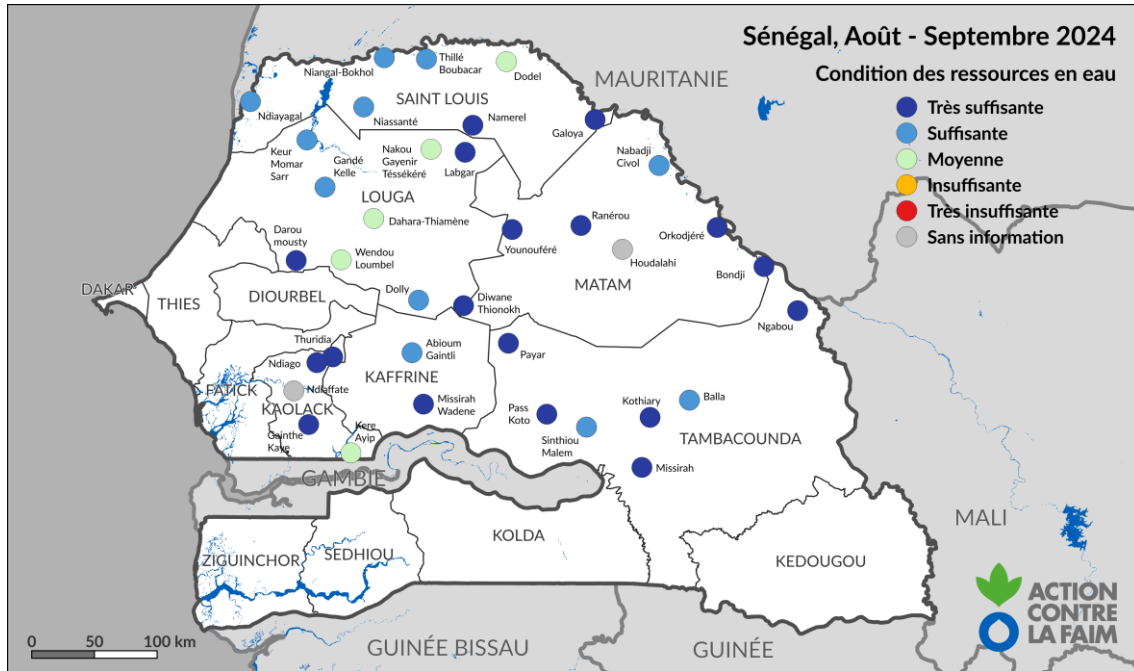 Sénégal, Août - Septembre 2024
Condition des ressources en eau
Très suffisante
Suffisante
Moyenne
Insuffisante
Très insuffisante
Sans information
MAURITANIE
Niangal-Bokhol
Thillé
Boubacar
Dodel
SAINT LOUIS
Ndiayagal
Niassanté
Namerel
Galoya
Keur
Momar
Sarr
Gandé
Kelle
Nakou
Gayenir
Téssékéré
Labgar
Nabadji
Civol
LOUGA
Dahara-Thiamène
Ranérou
Younouféré
Orkodjéré
Darou
mousty
Wendou
Loumbel
Houdalahi
Bondji
MATAM
DAKAR
THIES
DIOURBEL
Dolly
Diwane
Thionokh
Ngabou
Thuridia
Ndiago
Abioum
Gaintli
Payar
KAFFRINE
FATICK
Ndiaffate
KAOLACK
Missirah
Wadene
Balla
Pass
Koto
Kothiary
Gainthe
Kaye
Kere
Ayip
Sinthiou
Malem
TAMBACOUNDA
Missirah
GAMBIE
MALI
KOLDA
ZIGUINCHOR
SEDHIOU
KEDOUGOU
ACTION
CONTRE
LA FAIM
0 50 100 km
GUINÉE BISSAU
GUINÉE